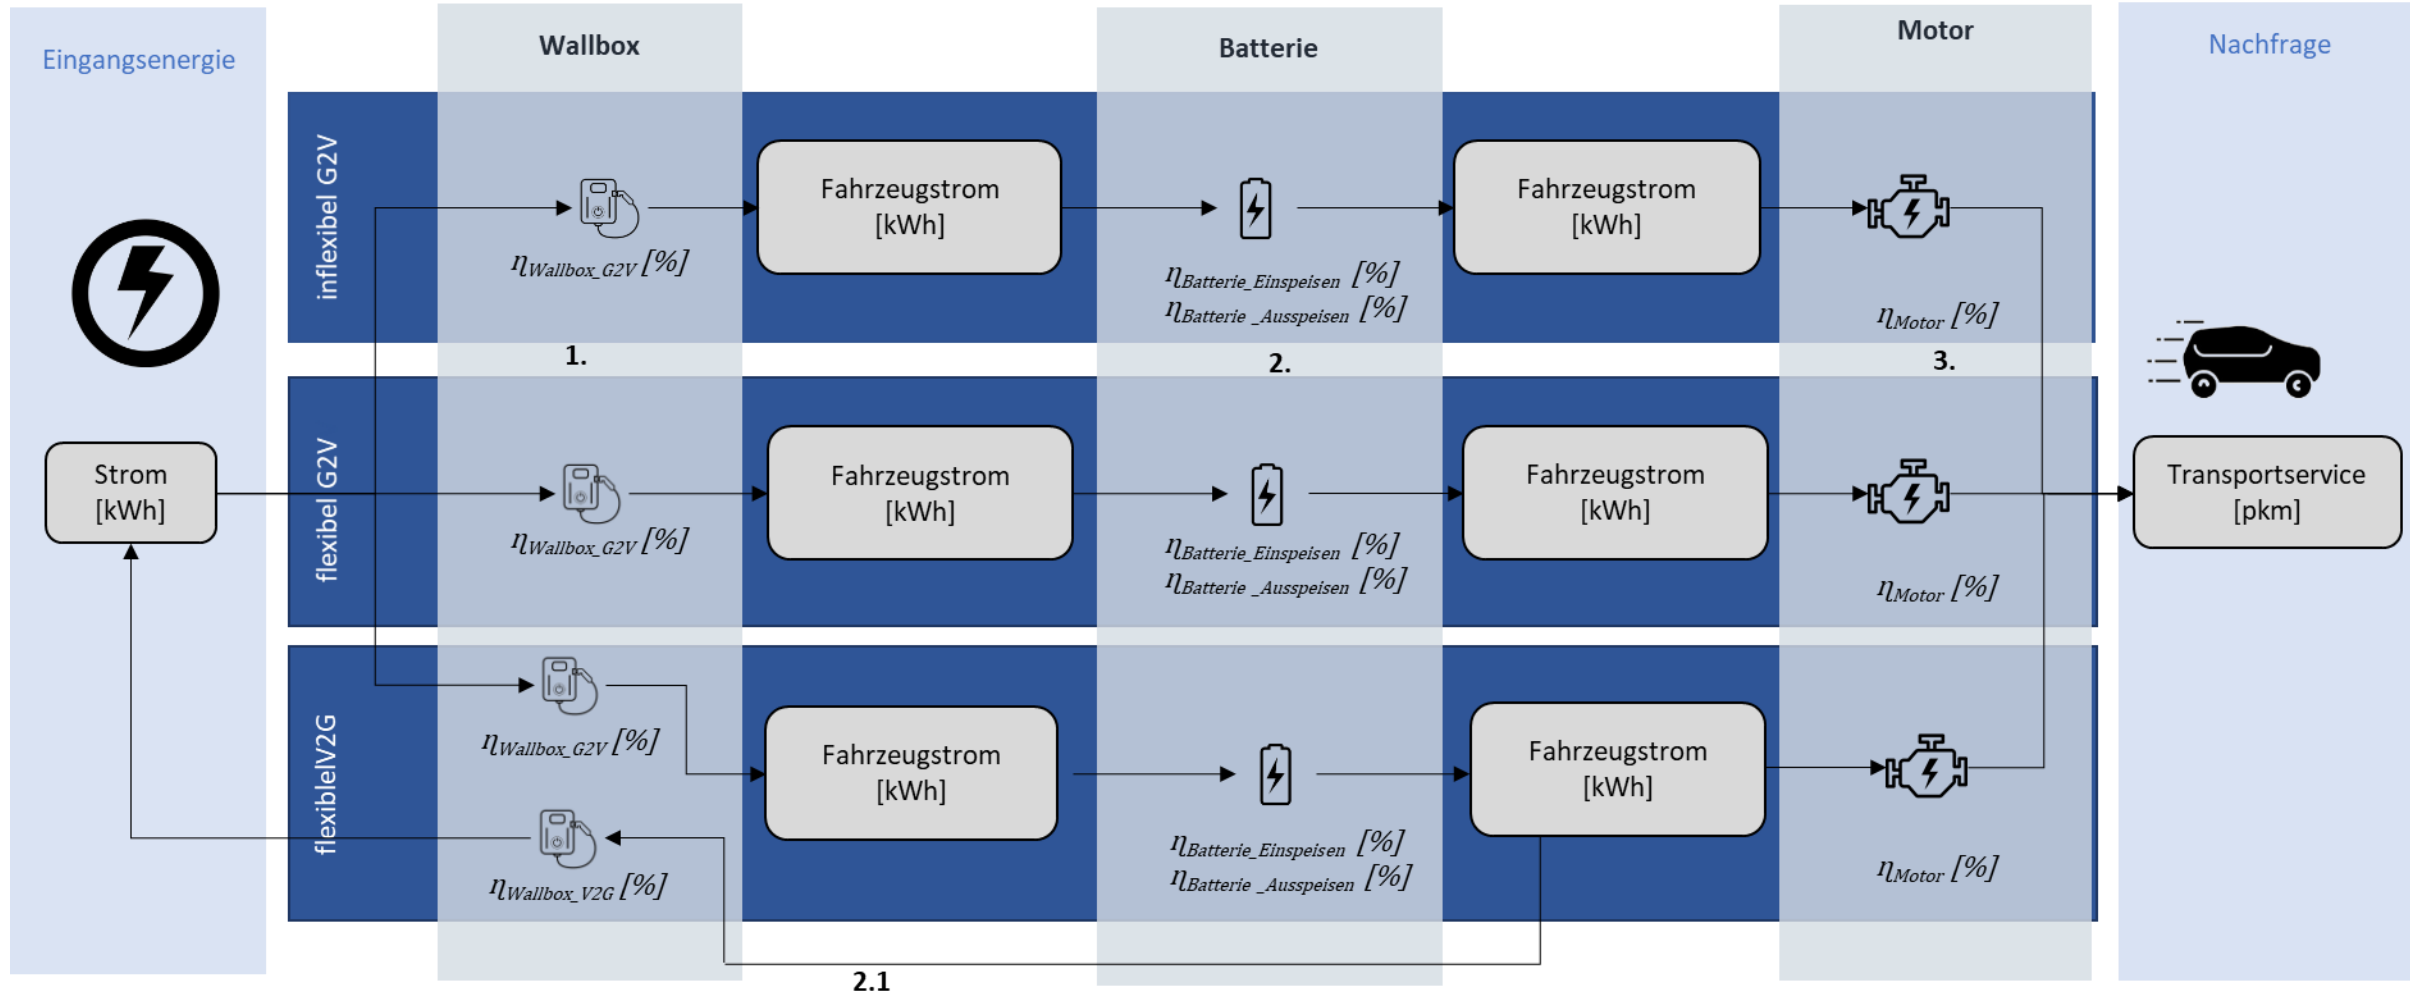 Eingangsenergie
Wallbox
Batterie
Motor
Nachfrage
inflexibel G2V
Fahrzeugstrom
[kWh]
Fahrzeugstrom
[kWh]
ηWallbox_G2V [%]
ηBatterie_Einspeisen [%]
ηBatterie _Ausspeisen [%]
ηMotor [%]
1.
2.
3.
flexibel G2V
Strom
[kWh]
Fahrzeugstrom
[kWh]
Fahrzeugstrom
[kWh]
Transportservice
[pkm]
ηWallbox_G2V [%]
ηBatterie_Einspeisen [%]
ηBatterie _Ausspeisen [%]
ηMotor [%]
flexiblelV2G
ηWallbox_G2V [%]
Fahrzeugstrom
[kWh]
Fahrzeugstrom
[kWh]
ηWallbox_V2G [%]
ηBatterie_Einspeisen [%]
ηBatterie _Ausspeisen [%]
ηMotor [%]
2.1